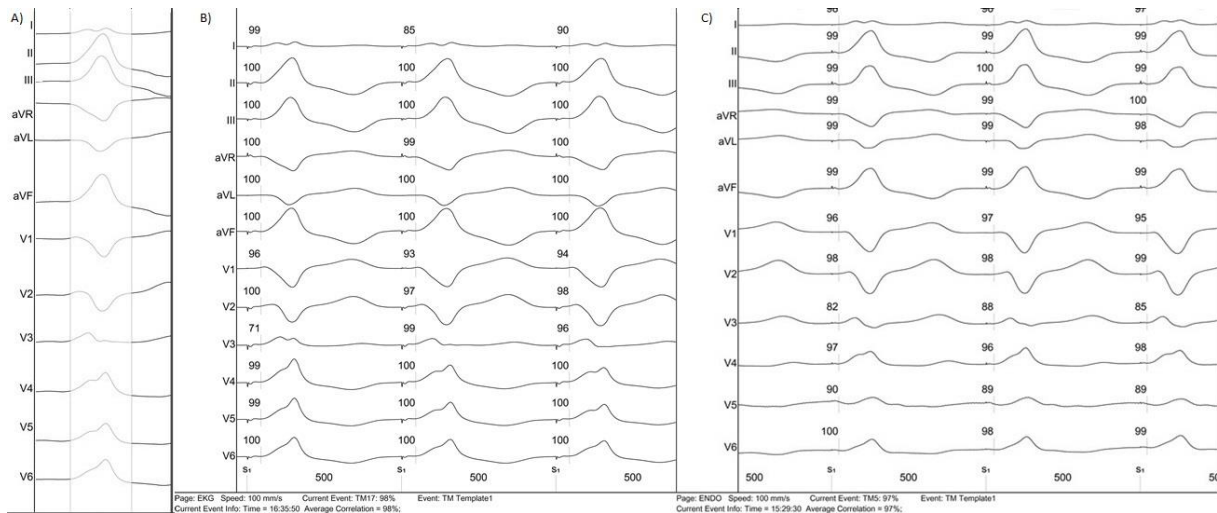 A)
I
II
III
aVR
aVL
aVF
V1
V2
V3
V4
V5
V6
B)
99 85 90
I
100 100 100
II
100 100 100
III
100 99 100
aVR
100 100 100
aVL
100 100 100
aVF
96 93 94
V1
100 97 98
V2
71 99 96
V3
99 100 100
V4
99 100 100
V5
100 100 100
V6
S₁ S₁ S₁
500 500 500
Page: EKG Speed: 100 mm/s Current Event: TM17: 98% Event: TM Template1
Current Event Info: Time = 16:35:50 Average Correlation = 98%;
C)
I
99 99 99
II
99 100 99
III
99 99 100
aVR
99 99 98
aVL
99 99 99
aVF
96 97 95
V1
98 98 99
V2
82 88 85
V3
97 96 98
V4
90 89 89
V5
100 98 99
V6
S₁ S₁ S₁
500 500 500
Page: ENDO Speed: 100 mm/s Current Event: TM5: 97% Event: TM Template1
Current Event Info: Time = 15:29:30 Average Correlation = 97%;